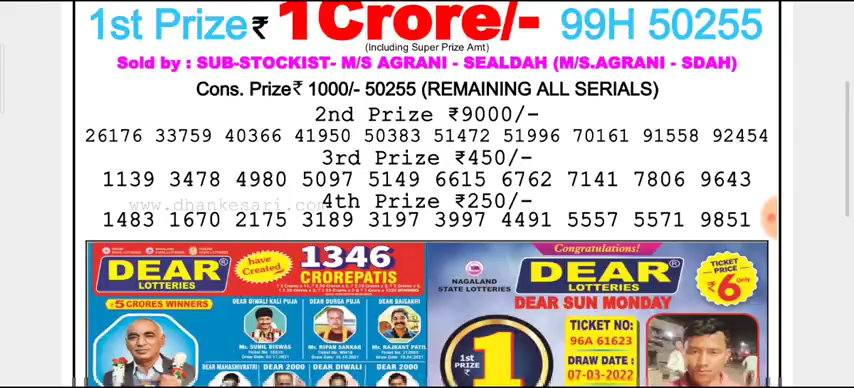 1st Prize ₹ 1 Crore/- 99H 50255
(Including Super Prize Amt)
Sold by : SUB-STOCKIST- M/S AGRANI - SEALDAH (M/S.AGRANI - SDAH)
Cons. Prize ₹ 1000/- 50255 (REMAINING ALL SERIALS)
2nd Prize ₹9000/-
26176 33759 40366 41950 50383 51472 51996 70161 91558 92454
3rd Prize ₹450/-
1139 3478 4980 5097 5149 6615 6762 7141 7806 9643
www.dhankesari.com
4th Prize ₹250/-
1483 1670 2175 3189 3197 3997 4491 5557 5571 9851
DEAR®
LOTTERIES
have Created
1346
CROREPATIS
₹5 CRORES WINNERS
DEAR DIWALI KALI PUJA
DEAR DURGA PUJA
DEAR BAISAKHI
Mr. SUNIL BISWAS
Mr. RIPAN SARKAR
Mr. RAJKANT PATIL
DEAR MAHASHIVRATRI
DEAR 2000
DEAR DIWALI
DEAR 2000
Congratulations!
NAGALAND
STATE LOTTERIES
DEAR®
LOTTERIES
TICKET PRICE
₹6 Only
DEAR SUN MONDAY
1st
PRIZE
₹
1
TICKET NO:
96A 61623
DRAW DATE :
07-03-2022